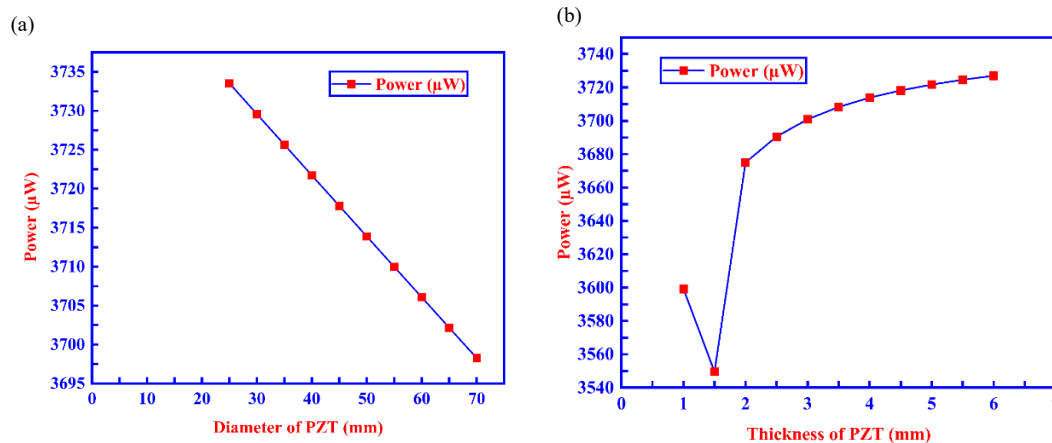 (a)
3735
3730
3725
3720
3715
3710
3705
3700
3695
Power (µW)
Power (µW)
0 10 20 30 40 50 60 70
Diameter of PZT (mm)
(b)
3740
3720
3700
3680
3660
3640
3620
3600
3580
3560
3540
Power (µW)
Power (µW)
0 1 2 3 4 5 6
Thickness of PZT (mm)